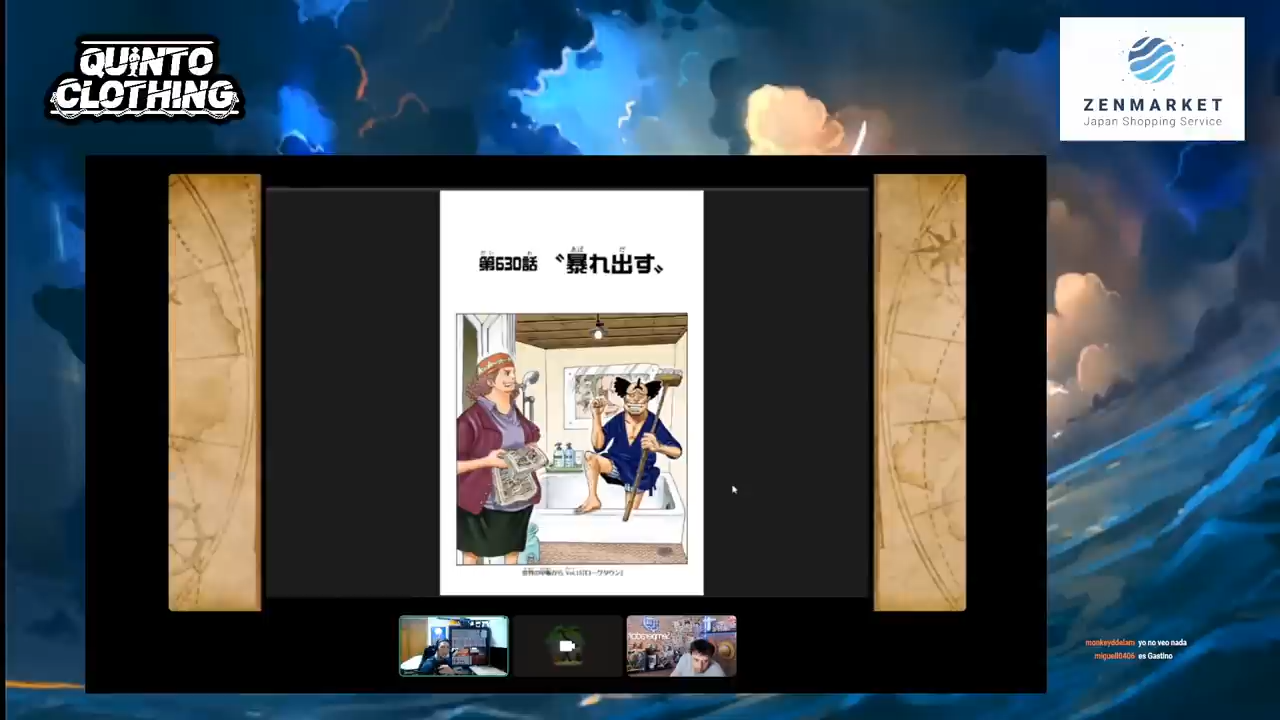 QUINTO
CLOTHING
ZENMARKET
Japan Shopping Service
第630話 〝暴れ出す〟
monkeyddelam yo no veo nada
miguell6406 es Gastino